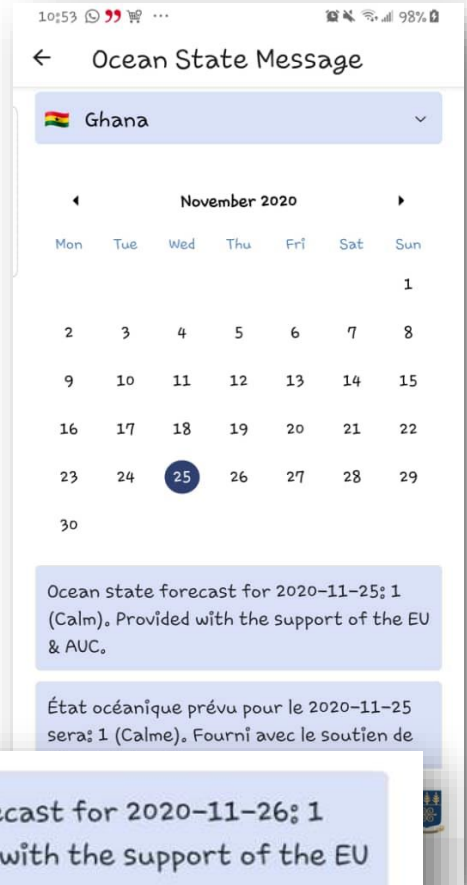 10:53 ... 98%
← Ocean State Message
Ghana
November 2020
Mon Tue Wed Thu Fri Sat Sun
1
2 3 4 5 6 7 8
9 10 11 12 13 14 15
16 17 18 19 20 21 22
23 24 25 26 27 28 29
30
Ocean state forecast for 2020-11-25: 1
(Calm). Provided with the support of the EU
& AUC.
État océanique prévu pour le 2020-11-25
sera: 1 (Calme). Fourni avec le soutien de
cast for 2020-11-26: 1
with the support of the EU